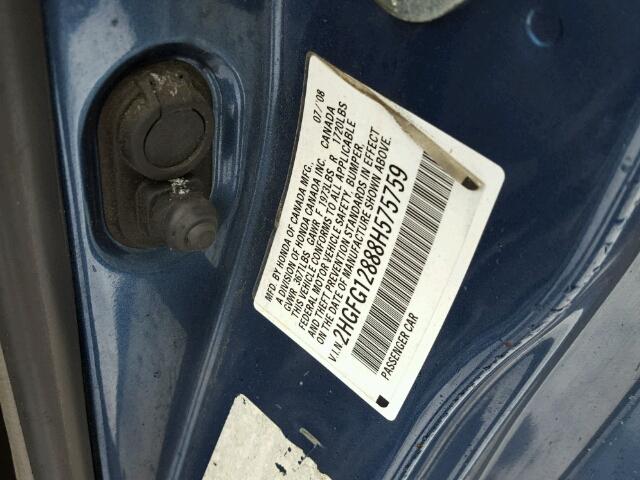 MFD. BY HONDA OF CANADA MFG., 07/'08
A DIVISION OF HONDA CANADA INC. CANADA
GVWR 3671LBS GAWR F 1973LBS R 1720LBS
THIS VEHICLE CONFORMS TO ALL APPLICABLE
FEDERAL MOTOR VEHICLE SAFETY, BUMPER,
AND THEFT PREVENTION STANDARDS IN EFFECT
ON THE DATE OF MANUFACTURE SHOWN ABOVE.
V.I.N. 2HGFG12888H575759
PASSENGER CAR